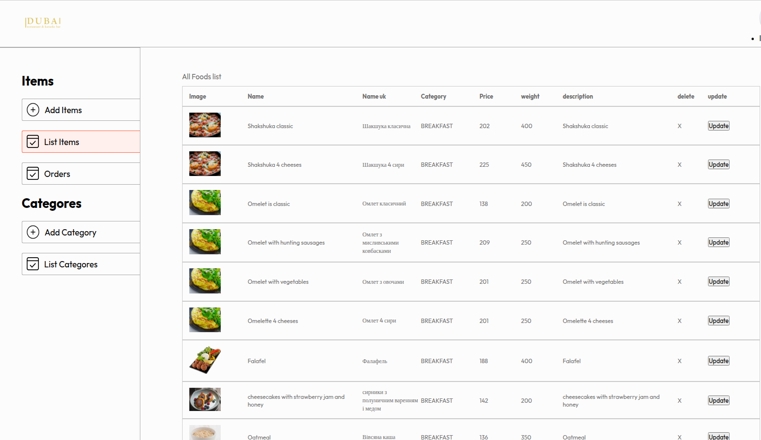 DUBAI
Items
Add Items
List Items
Orders
Categores
Add Category
List Categores
All Foods list
Image Name Name uk Category Price weight description delete update
Shakshuka classic Шакшука класична BREAKFAST 202 400 Shakshuka classic X Update
Shakshuka 4 cheeses Шакшука 4 сири BREAKFAST 225 450 Shakshuka 4 cheeses X Update
Omelet is classic Омлет класичний BREAKFAST 138 200 Omelet is classic X Update
Omelet with hunting sausages Омлет з
мисливськими
ковбасками BREAKFAST 209 250 Omelet with hunting sausages X Update
Omelet with vegetables Омлет з овочами BREAKFAST 201 250 Omelet with vegetables X Update
Omelette 4 cheeses Омлет 4 сири BREAKFAST 201 250 Omelette 4 cheeses X Update
Falafel Фалафель BREAKFAST 188 400 Falafel X Update
cheesecakes with strawberry jam and
honey сирники з
полуничним варенням
і медом BREAKFAST 142 200 cheesecakes with strawberry jam and
honey X Update
Oatmeal Вівсяна каша BREAKFAST 136 350 Oatmeal X Update